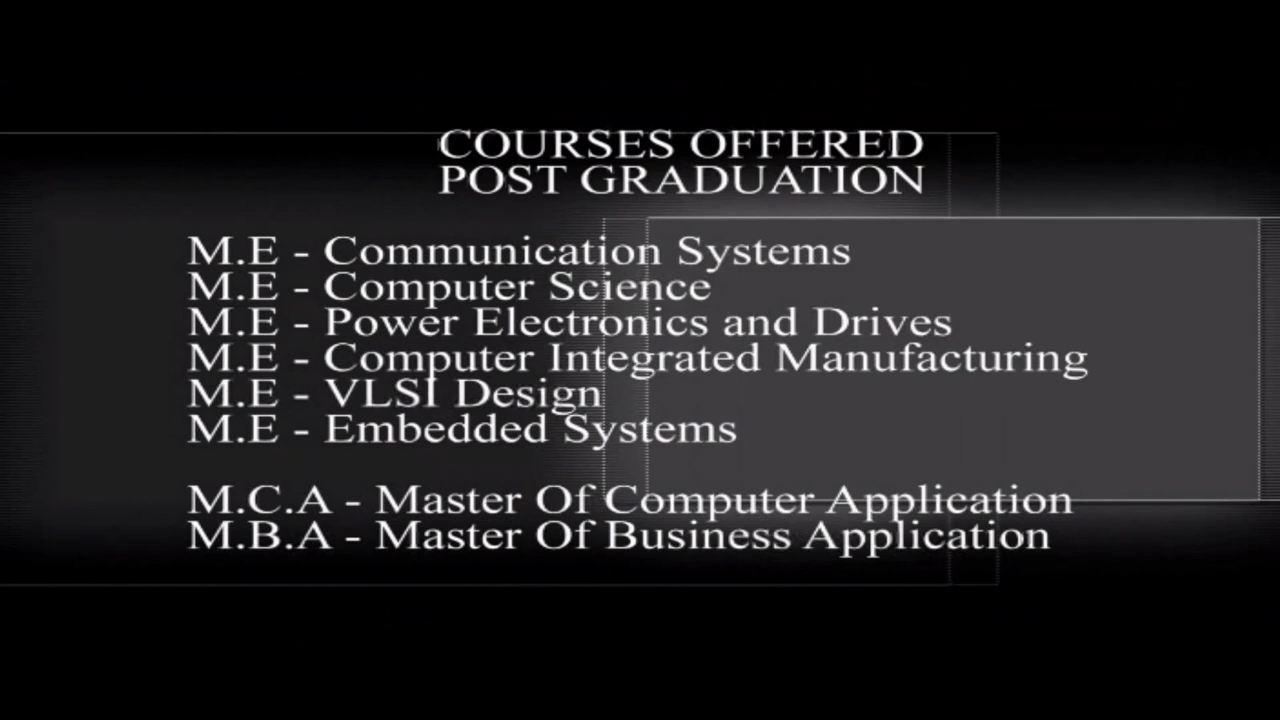 COURSES OFFERED
POST GRADUATION
M.E - Communication Systems
M.E - Computer Science
M.E - Power Electronics and Drives
M.E - Computer Integrated Manufacturing
M.E - VLSI Design
M.E - Embedded Systems
M.C.A - Master Of Computer Application
M.B.A - Master Of Business Application